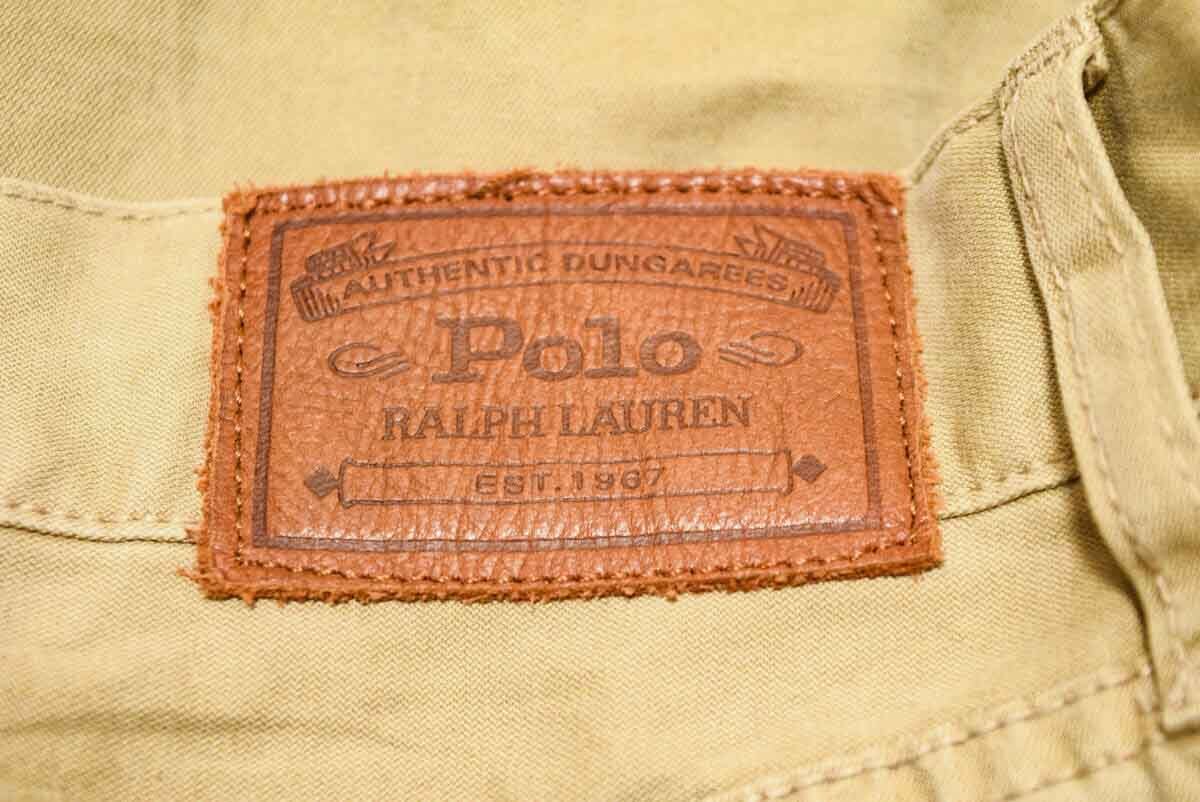 AUTHENTIC DUNGAREES
Polo
RALPH LAUREN
EST. 1967